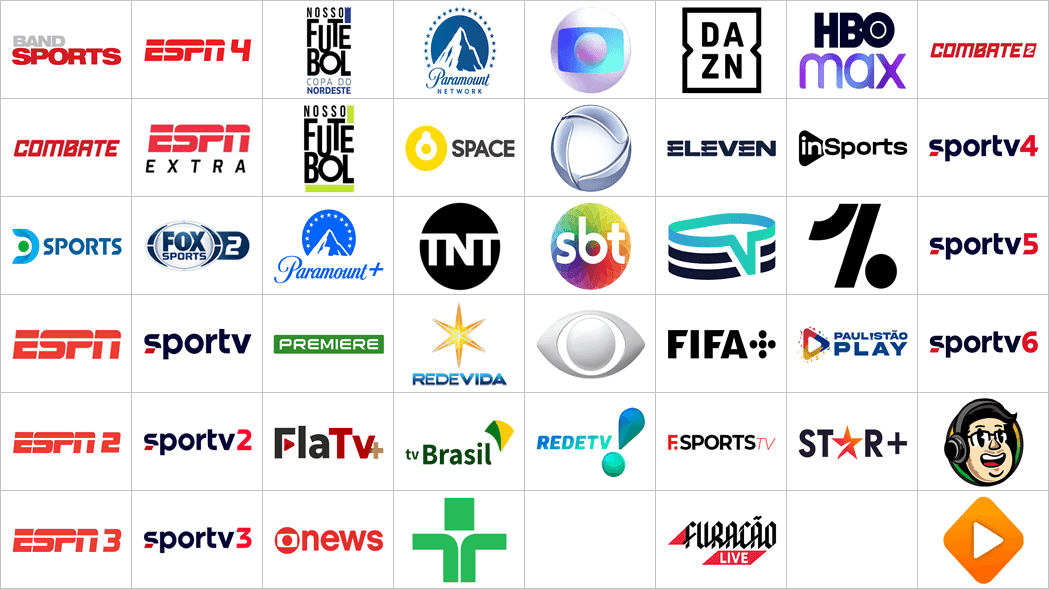 BAND
SPORTS
ESPN 4
NOSSO
FUTE
BOL
COPA DO
NORDESTE
Paramount
NETWORK
DA
ZN
HBO
max
COMBATE 2
COMBATE
ESPN
EXTRA
NOSSO
FUTE
BOL
SPACE
ELEVEN
inSports
sportv4
SPORTS
FOX
SPORTS
2
Paramount+
TNT
sbt
1
sportv5
ESPN
sportv
PREMIERE
REDEVIDA
FIFA+
PAULISTÃO
PLAY
sportv6
ESPN 2
sportv2
FlaTv+
tvBrasil
REDETV!
F.SPORTSTV
STAR+
ESPN 3
sportv3
news
FURACÃO
LIVE